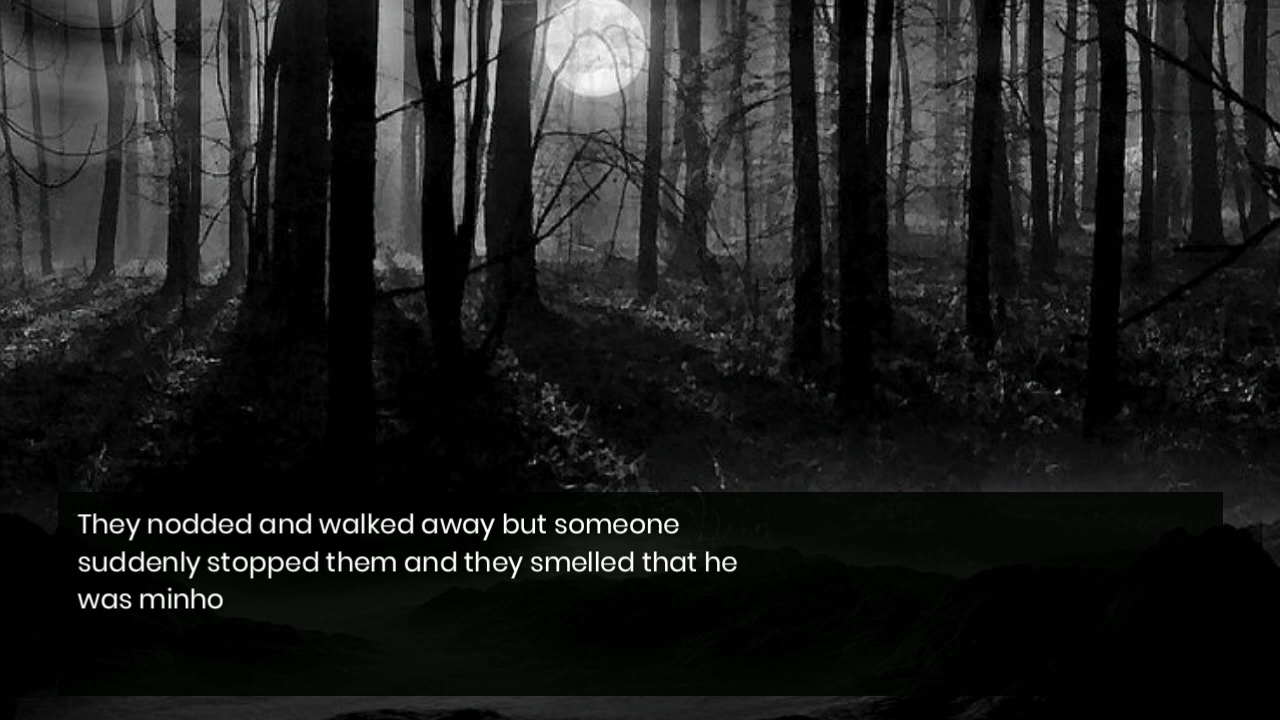 They nodded and walked away but someone
suddenly stopped them and they smelled that he
was minho